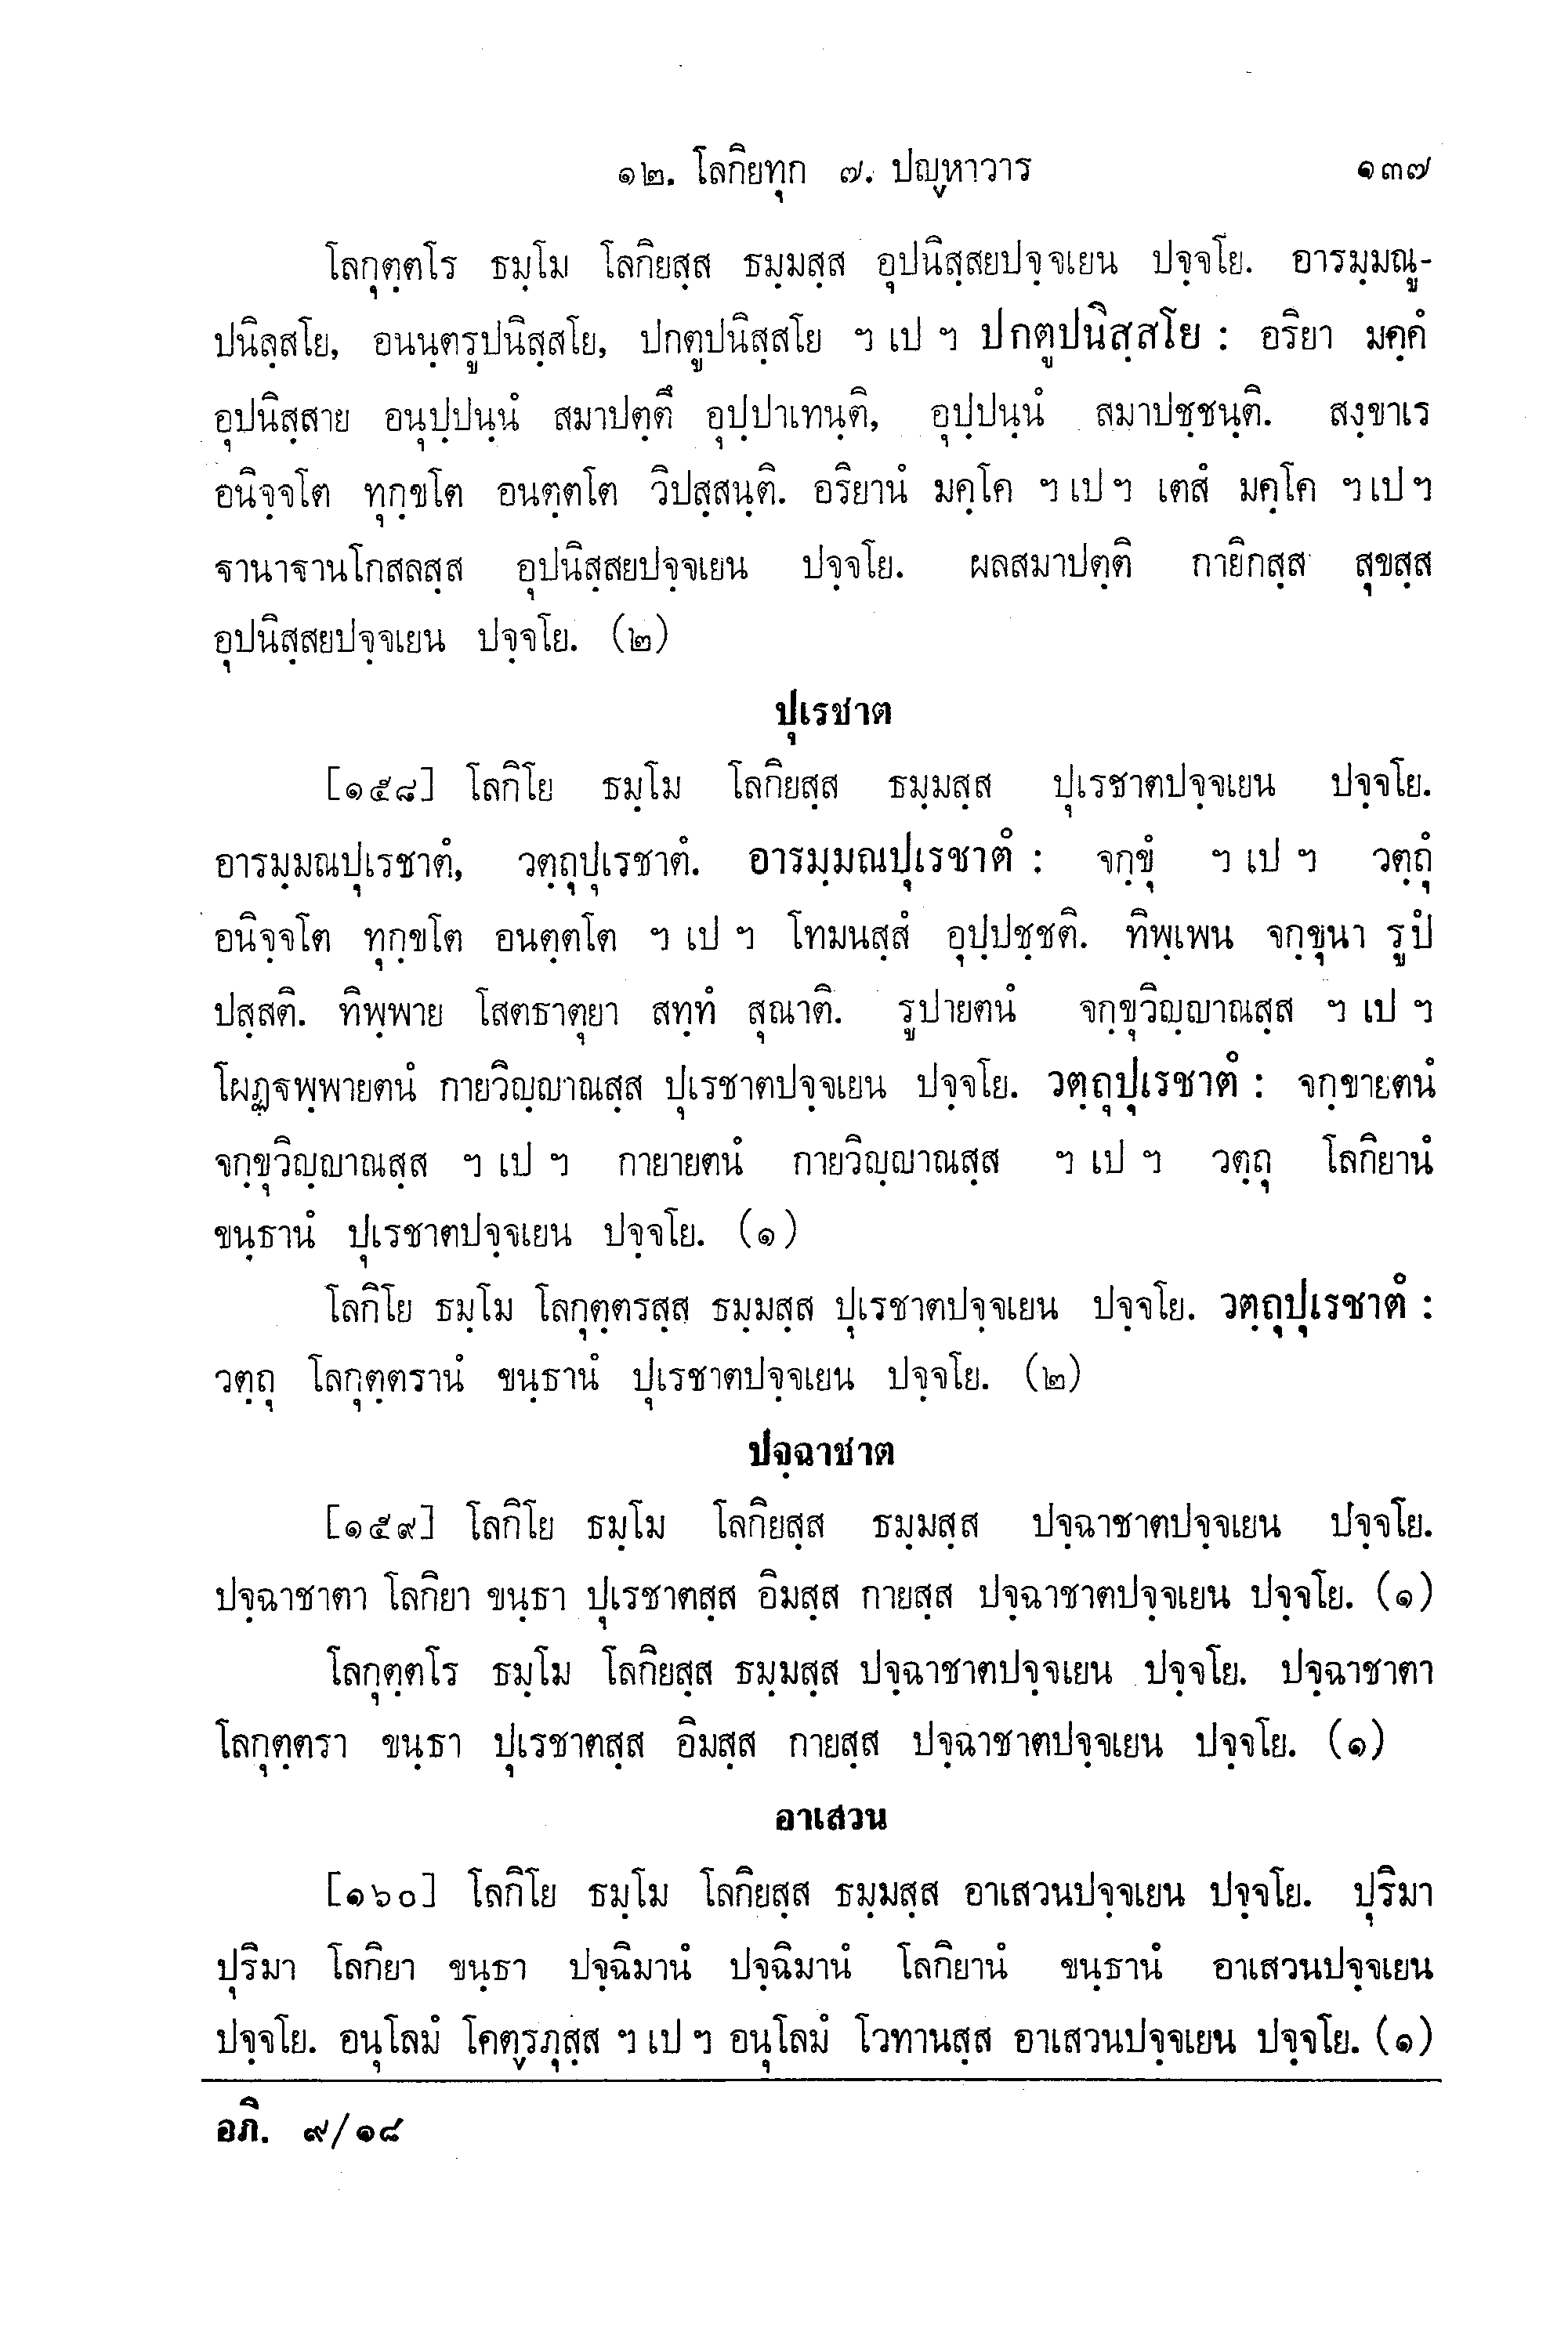 ๑๒. โลกิยทุก ๗. ปญฺหาวาร ๑๓๗
โลกุตฺตโร ธมฺโม โลกิยสฺส ธมฺมสฺส อุปนิสฺสยปจฺจเยน ปจฺจโย. อารมฺมณู-
ปนิสฺสโย, อนนฺตรูปนิสฺสโย, ปกตูปนิสฺสโย ฯ เป ฯ ปกตูปนิสฺสโย : อริยา มคฺคํ
อุปนิสฺสาย อนุปฺปนฺนํ สมาปตฺตึ อุปฺปาเทนฺติ, อุปฺปนฺนํ สมาปชฺชนฺติ. สงฺขาเร
อนิจฺจโต ทุกฺขโต อนตฺตโต วิปสฺสนฺติ. อริยานํ มคฺโค ฯ เป ฯ เตสํ มคฺโค ฯ เป ฯ
ฐานาฐานโกสลสฺส อุปนิสฺสยปจฺจเยน ปจฺจโย. ผลสมาปตฺติ กายิกสฺส สุขสฺส
อุปนิสฺสยปจฺจเยน ปจฺจโย. (๒)
ปุเรชาต
[๑๕๘] โลกิโย ธมฺโม โลกิยสฺส ธมฺมสฺส ปุเรชาตปจฺจเยน ปจฺจโย.
อารมฺมณปุเรชาตํ, วตฺถุปุเรชาตํ. อารมฺมณปุเรชาตํ : จกฺขุํ ฯ เป ฯ วตฺถุํ
อนิจฺจโต ทุกฺขโต อนตฺตโต ฯ เป ฯ โทมนสฺสํ อุปฺปชฺชติ. ทิพฺเพน จกฺขุนา รูปํ
ปสฺสติ. ทิพฺพาย โสตธาตุยา สทฺทํ สุณาติ. รูปายตนํ จกฺขุวิญฺญาณสฺส ฯ เป ฯ
โผฏฺฐพฺพายตนํ กายวิญฺญาณสฺส ปุเรชาตปจฺจเยน ปจฺจโย. วตฺถุปุเรชาตํ : จกฺขายตนํ
จกฺขุวิญฺญาณสฺส ฯ เป ฯ กายายตนํ กายวิญฺญาณสฺส ฯ เป ฯ วตฺถุ โลกิยานํ
ขนฺธานํ ปุเรชาตปจฺจเยน ปจฺจโย. (๑)
โลกิโย ธมฺโม โลกุตฺตรสฺส ธมฺมสฺส ปุเรชาตปจฺจเยน ปจฺจโย. วตฺถุปุเรชาตํ :
วตฺถุ โลกุตฺตรานํ ขนฺธานํ ปุเรชาตปจฺจเยน ปจฺจโย. (๒)
ปจฺฉาชาต
[๑๕๙] โลกิโย ธมฺโม โลกิยสฺส ธมฺมสฺส ปจฺฉาชาตปจฺจเยน ปจฺจโย.
ปจฺฉาชาตา โลกิยา ขนฺธา ปุเรชาตสฺส อิมสฺส กายสฺส ปจฺฉาชาตปจฺจเยน ปจฺจโย. (๑)
โลกุตฺตโร ธมฺโม โลกิยสฺส ธมฺมสฺส ปจฺฉาชาตปจฺจเยน ปจฺจโย. ปจฺฉาชาตา
โลกุตฺตรา ขนฺธา ปุเรชาตสฺส อิมสฺส กายสฺส ปจฺฉาชาตปจฺจเยน ปจฺจโย. (๑)
อาเสวน
[๑๖๐] โลกิโย ธมฺโม โลกิยสฺส ธมฺมสฺส อาเสวนปจฺจเยน ปจฺจโย. ปุริมา
ปุริมา โลกิยา ขนฺธา ปจฺฉิมานํ ปจฺฉิมานํ โลกิยานํ ขนฺธานํ อาเสวนปจฺจเยน
ปจฺจโย. อนุโลมํ โคตฺรภุสฺส ฯ เป ฯ อนุโลมํ โวทานสฺส อาเสวนปจฺจเยน ปจฺจโย. (๑)
อภิ. ๙/๑๘